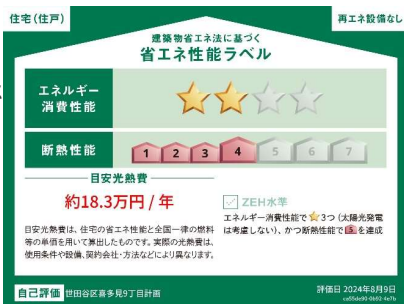 住宅(住戸)
再エネ設備なし
建築物省エネ法に基づく
省エネ性能ラベル
エネルギー
消費性能
断熱性能
1 2 3 4 5 6 7
目安光熱費
約18.3万円 / 年
目安光熱費は、住宅の省エネ性能と全国一律の燃料
等の単価を用いて算出したものです。実際の光熱費は、
使用条件や設備、契約会社・方法などにより異なります。
ZEH水準
エネルギー消費性能で 3つ (太陽光発電
は考慮しない)、かつ断熱性能で 5 を達成
自己評価 世田谷区喜多見9丁目計画
評価日 2024年8月9日